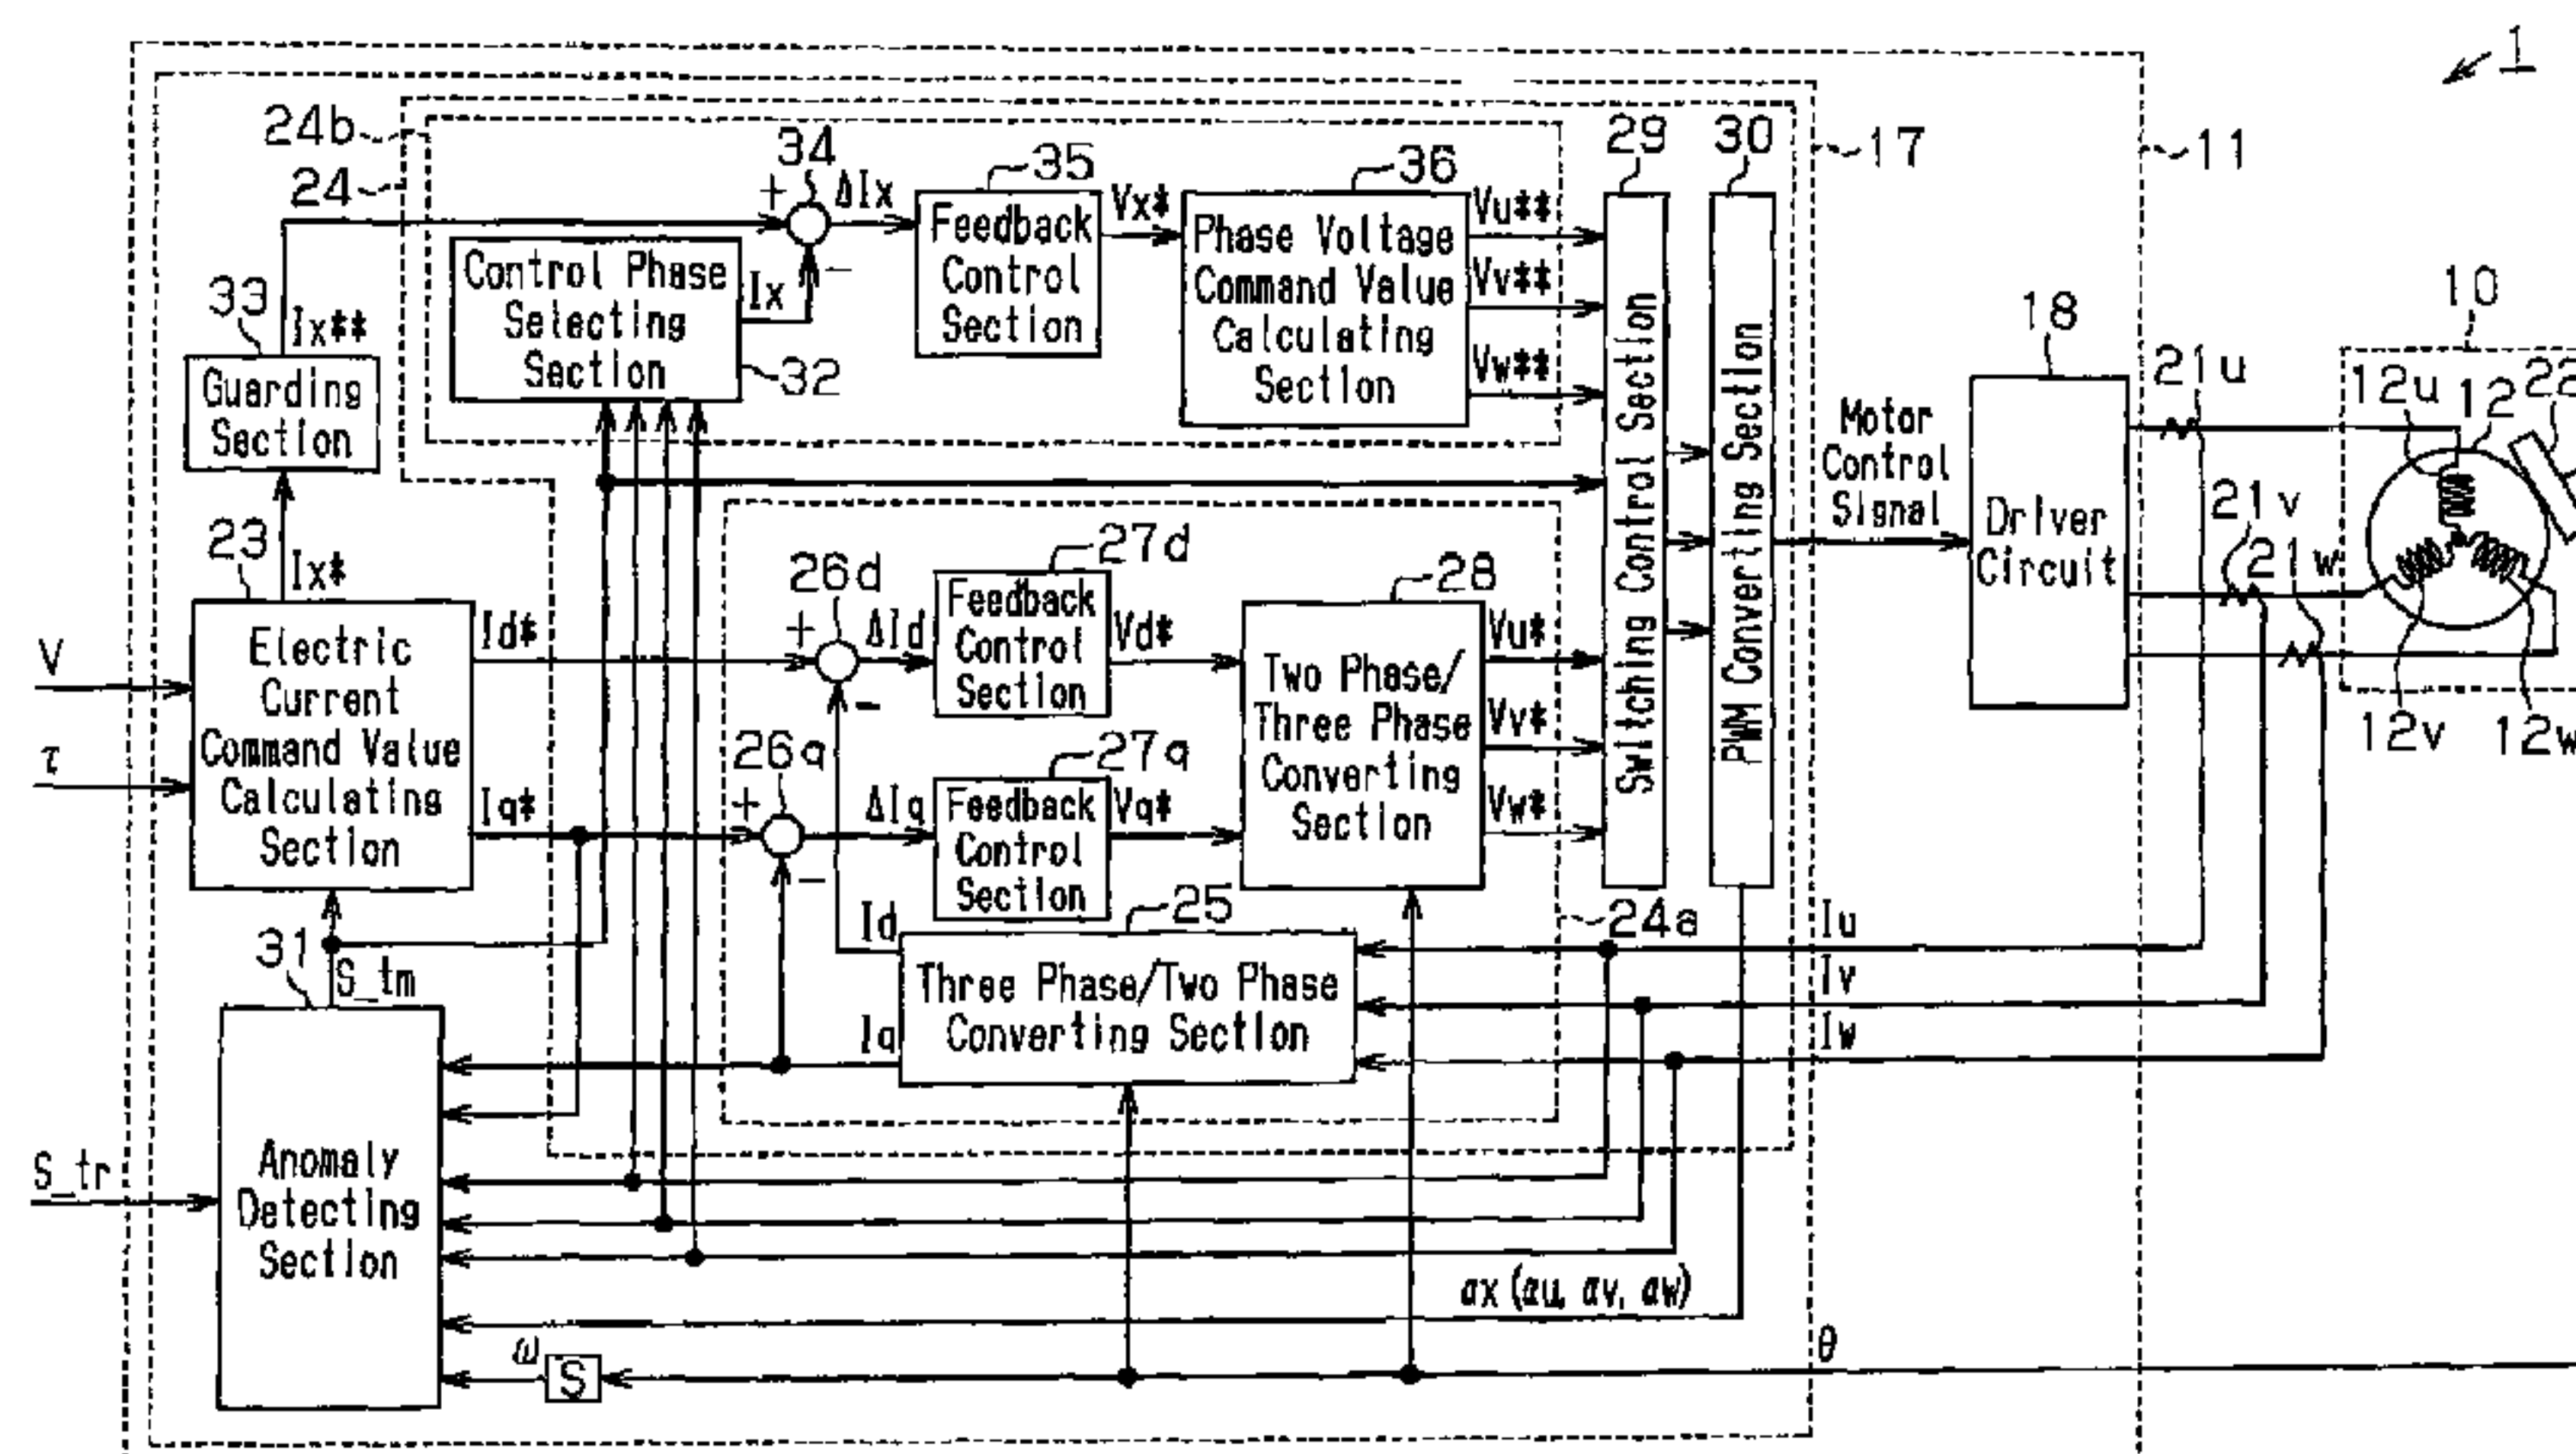 1
24b
24
34
+
ΔIx
35
Vx*
36
Vu**
29
30
17
11
Feedback
Control
Section
Phase Voltage
Command Value
Calculating
Section
Vv**
Vw**
Control Phase
Selecting
Section
Ix
-
32
33
Ix**
Guarding
Section
Switching Control Section
PWM Converting Section
Motor
Control
Signal
18
Driver
Circuit
10
21u
12u
12
22
21v
21w
12v
12w
23
Ix*
V
τ
Electric
Current
Command Value
Calculating
Section
Id*
Iq*
26d
+
ΔId
-
27d
Feedback
Control
Section
Vd*
26q
+
ΔIq
-
27q
Feedback
Control
Section
Vq*
28
Two Phase/
Three Phase
Converting
Section
Vu*
Vv*
Vw*
24a
Id
Iq
25
Three Phase/Two Phase
Converting Section
Iu
Iv
Iw
31
S_tm
S_tr
Anomaly
Detecting
Section
αx (αu, αv, αw)
ω
S
θ